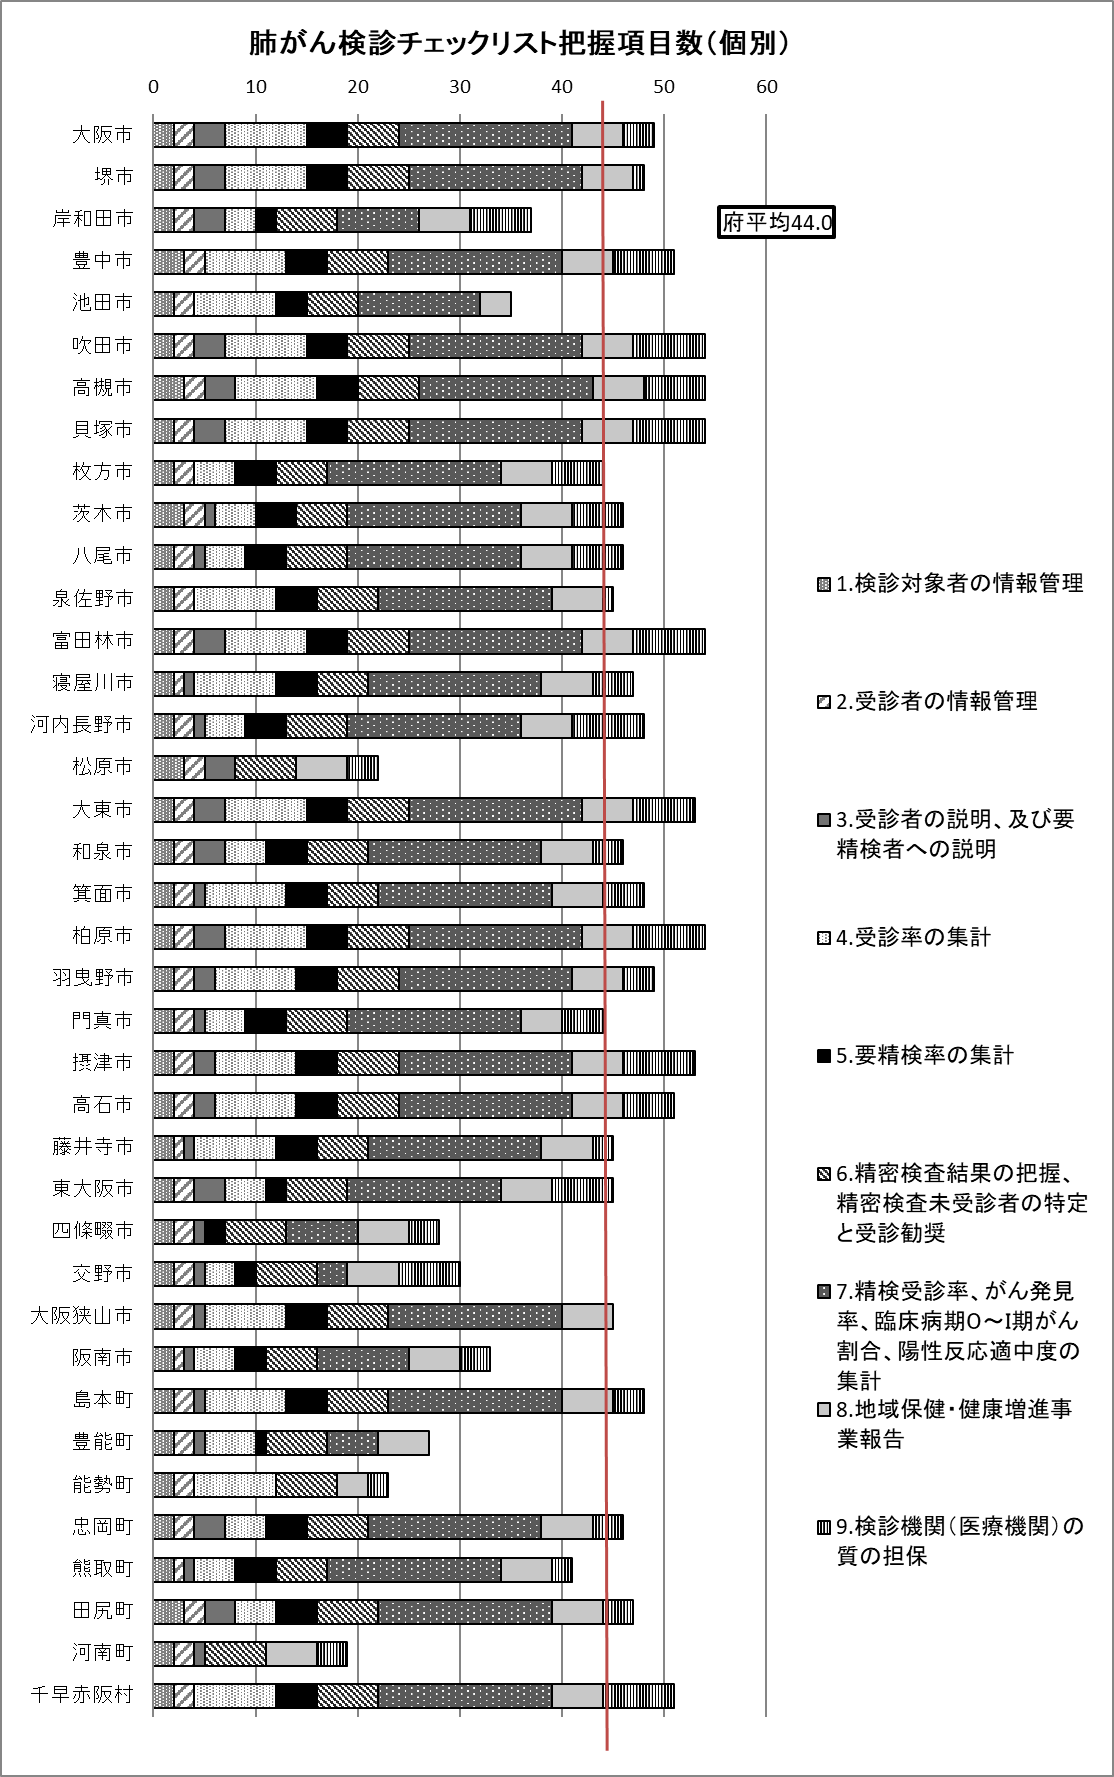 肺がん検診チェックリスト把握項目数（個別）
0 10 20 30 40 50 60
大阪市
堺市
岸和田市
府平均44.0
豊中市
池田市
吹田市
高槻市
貝塚市
枚方市
茨木市
八尾市
泉佐野市
富田林市
寝屋川市
河内長野市
松原市
大東市
和泉市
箕面市
柏原市
羽曳野市
門真市
摂津市
高石市
藤井寺市
東大阪市
四條畷市
交野市
大阪狭山市
阪南市
島本町
豊能町
能勢町
忠岡町
熊取町
田尻町
河南町
千早赤阪村
1.検診対象者の情報管理
2.受診者の情報管理
3.受診者の説明、及び要
精検者への説明
4.受診率の集計
5.要精検率の集計
6.精密検査結果の把握、
精密検査未受診者の特定
と受診勧奨
7.精検受診率、がん発見
率、臨床病期0～I期がん
割合、陽性反応適中度の
集計
8.地域保健・健康増進事
業報告
9.検診機関（医療機関）の
質の担保